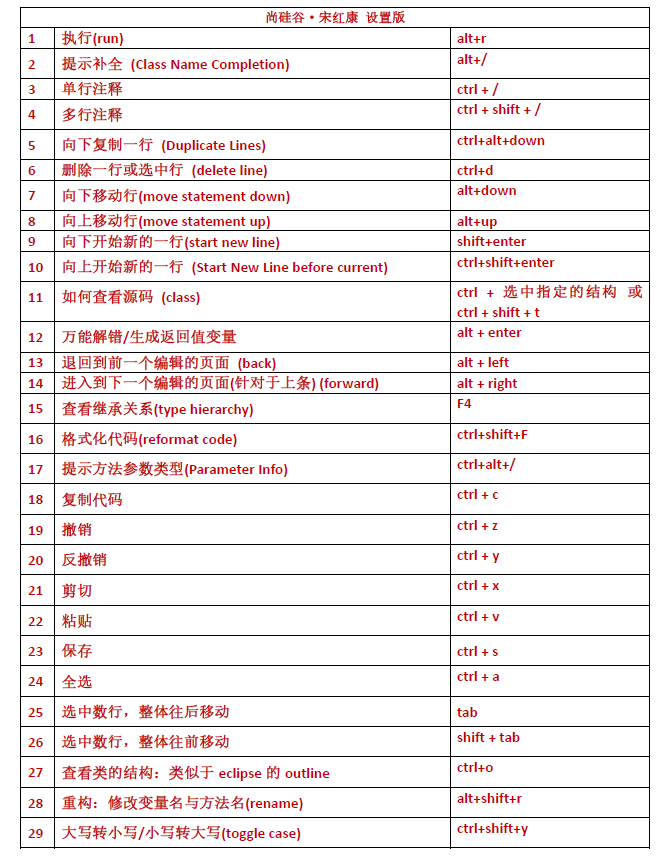 尚硅谷·宋红康 设置版
1 执行(run) alt+r
2 提示补全 (Class Name Completion) alt+/
3 单行注释 ctrl + /
4 多行注释 ctrl + shift + /
5 向下复制一行 (Duplicate Lines) ctrl+alt+down
6 删除一行或选中行 (delete line) ctrl+d
7 向下移动行(move statement down) alt+down
8 向上移动行(move statement up) alt+up
9 向下开始新的一行(start new line) shift+enter
10 向上开始新的一行 (Start New Line before current) ctrl+shift+enter
11 如何查看源码 (class) ctrl + 选中指定的结构 或
ctrl + shift + t
12 万能解错/生成返回值变量 alt + enter
13 退回到前一个编辑的页面 (back) alt + left
14 进入到下一个编辑的页面(针对于上条) (forward) alt + right
15 查看继承关系(type hierarchy) F4
16 格式化代码(reformat code) ctrl+shift+F
17 提示方法参数类型(Parameter Info) ctrl+alt+/
18 复制代码 ctrl + c
19 撤销 ctrl + z
20 反撤销 ctrl + y
21 剪切 ctrl + x
22 粘贴 ctrl + v
23 保存 ctrl + s
24 全选 ctrl + a
25 选中数行，整体往后移动 tab
26 选中数行，整体往前移动 shift + tab
27 查看类的结构：类似于 eclipse 的 outline ctrl+o
28 重构：修改变量名与方法名(rename) alt+shift+r
29 大写转小写/小写转大写(toggle case) ctrl+shift+y